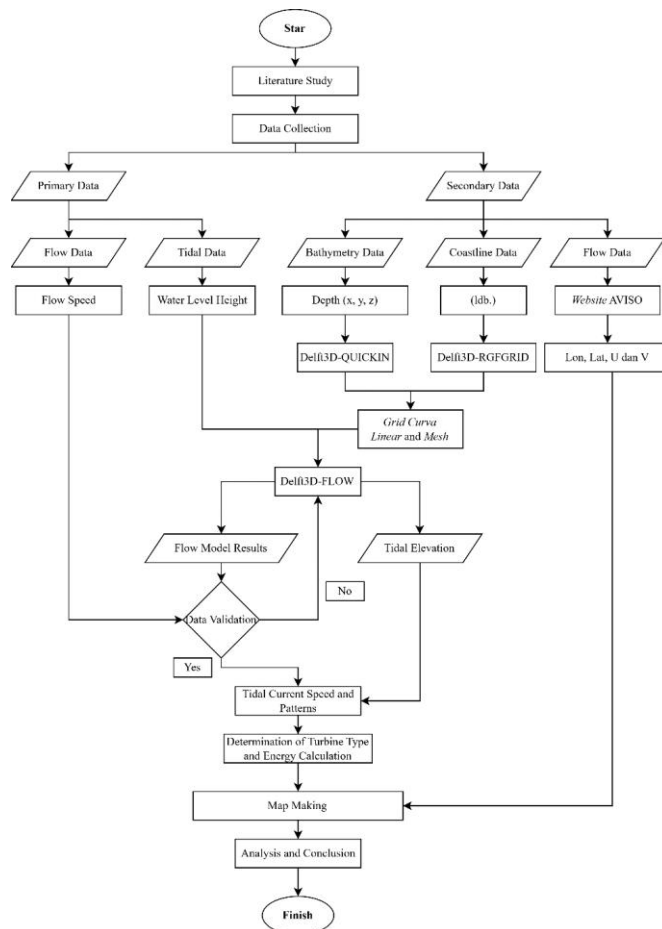 Star
Literature Study
Data Collection
Primary Data
Secondary Data
Flow Data
Tidal Data
Bathymetry Data
Coastline Data
Flow Data
Flow Speed
Water Level Height
Depth (x, y, z)
(ldb.)
Website AVISO
Delft3D-QUICKIN
Delft3D-RGFGRID
Lon, Lat, U dan V
Grid Curva
Linear and Mesh
Delft3D-FLOW
Flow Model Results
Tidal Elevation
No
Data Validation
Yes
Tidal Current Speed and
Patterns
Determination of Turbine Type
and Energy Calculation
Map Making
Analysis and Conclusion
Finish